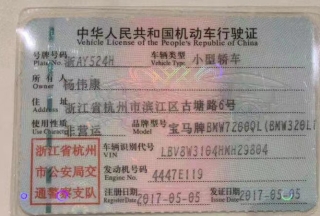 中华人民共和国机动车行驶证
Vehicle License of the People's Republic of China
号牌号码 浙AY524H 车辆类型 小型轿车
Plate No. Vehicle Type
所有人 杨伟康
Owner
住址 浙江省杭州市滨江区古塘路6号
Address
使用性质 非营运 品牌型号 宝马牌BMW7200QL(BMW320Li
Use Character Model
浙江省杭州市公安局交通警察支队
车辆识别代号
VIN
发动机号码 4447E119
Engine No.
注册日期 2017-05-05 发证日期 2017-05-05
Register Date Issue Date